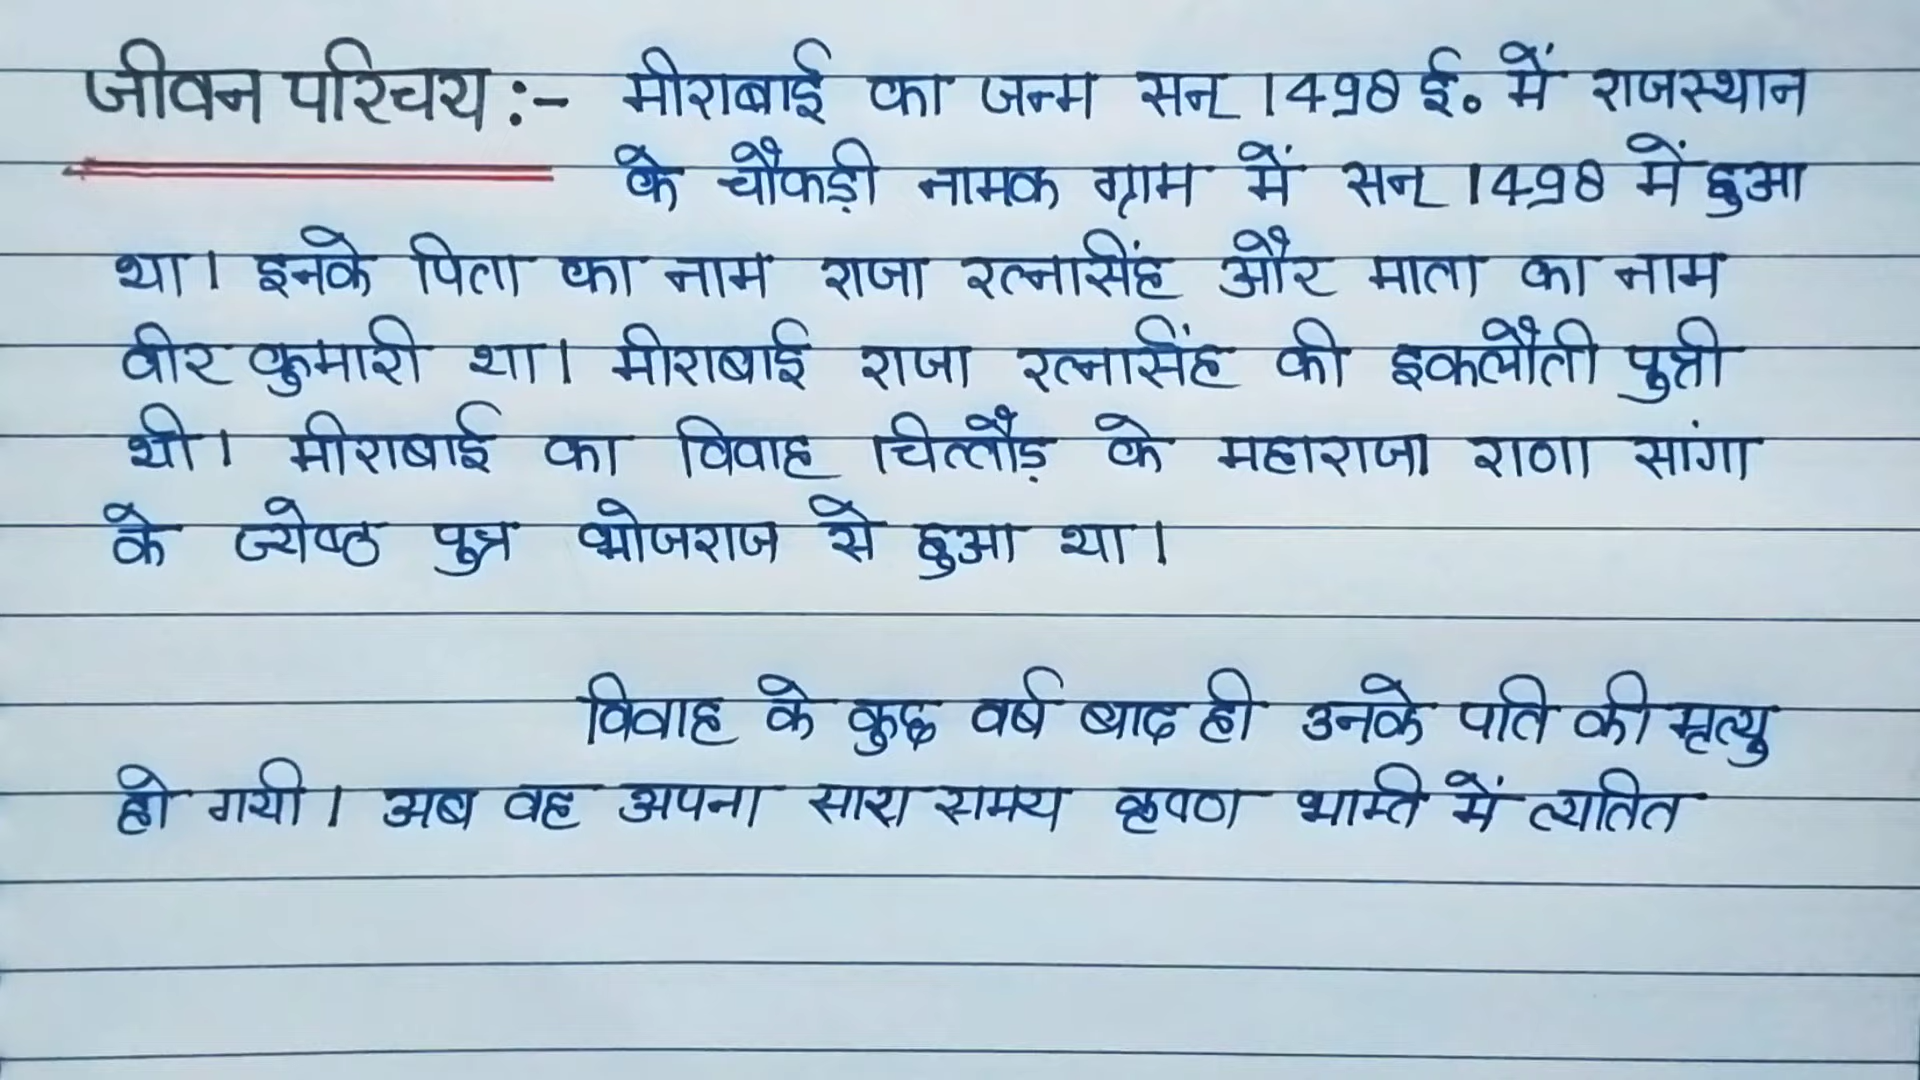 जीवन परिचय :- मीराबाई का जन्म सन् 1498 ई. में राजस्थान
के चौकड़ी नामक ग्राम में सन् 1498 में हुआ
था। इनके पिता का नाम राजा रत्नासिंह और माता का नाम
वीर कुमारी था। मीराबाई राजा रत्नासिंह की इकलौती पुत्री
थी। मीराबाई का विवाह चित्तौड़ के महाराजा राणा सांगा
के ज्येष्ठ पुत्र भोजराज से हुआ था।
विवाह के कुछ वर्ष बाद ही उनके पति की मृत्यु
हो गयी। अब वह अपना सारा समय कृष्ण भक्ति में व्यतित